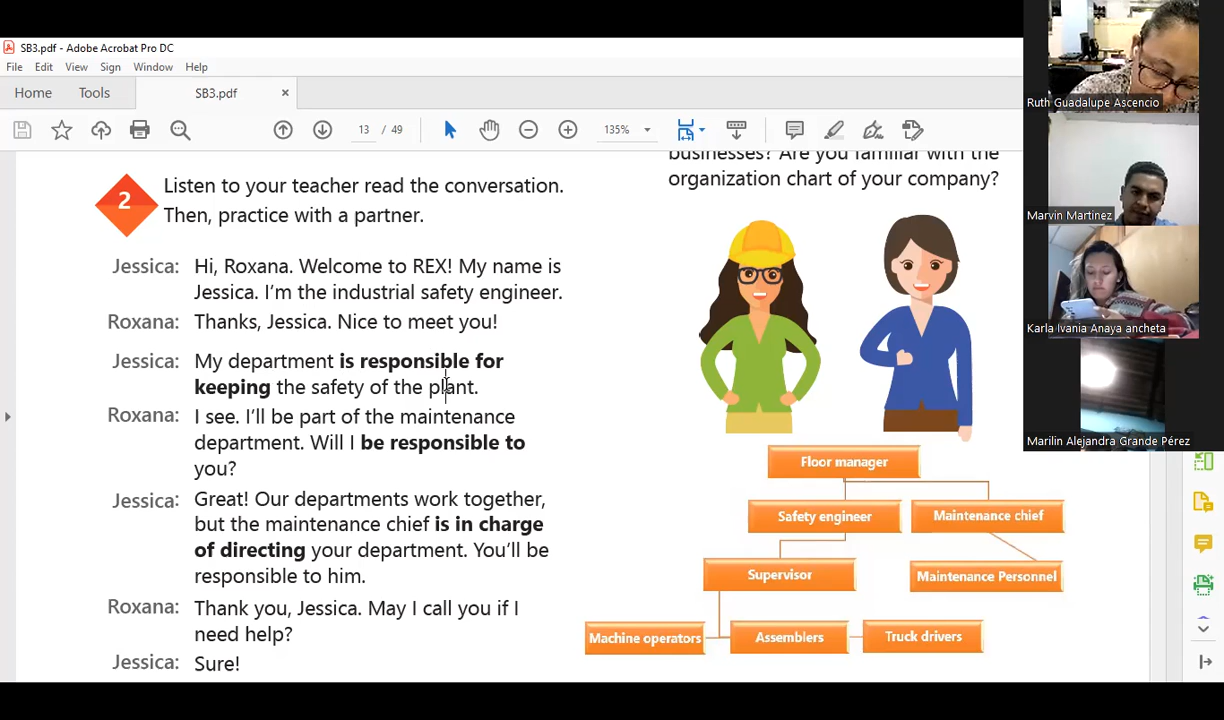 SB3.pdf - Adobe Acrobat Pro DC
File Edit View Sign Window Help
Home Tools SB3.pdf ×
13 / 49 135%
businesses? Are you familiar with the
organization chart of your company?
2
Listen to your teacher read the conversation.
Then, practice with a partner.
Jessica: Hi, Roxana. Welcome to REX! My name is
Jessica. I'm the industrial safety engineer.
Roxana: Thanks, Jessica. Nice to meet you!
Jessica: My department is responsible for
keeping the safety of the plant.
Roxana: I see. I'll be part of the maintenance
department. Will I be responsible to
you?
Jessica: Great! Our departments work together,
but the maintenance chief is in charge
of directing your department. You'll be
responsible to him.
Roxana: Thank you, Jessica. May I call you if I
need help?
Jessica: Sure!
Floor manager
Safety engineer Maintenance chief
Supervisor Maintenance Personnel
Machine operators Assemblers Truck drivers
Ruth Guadalupe Ascencio
Marvin Martinez
Karla Ivania Anaya ancheta
Marilin Alejandra Grande Pérez